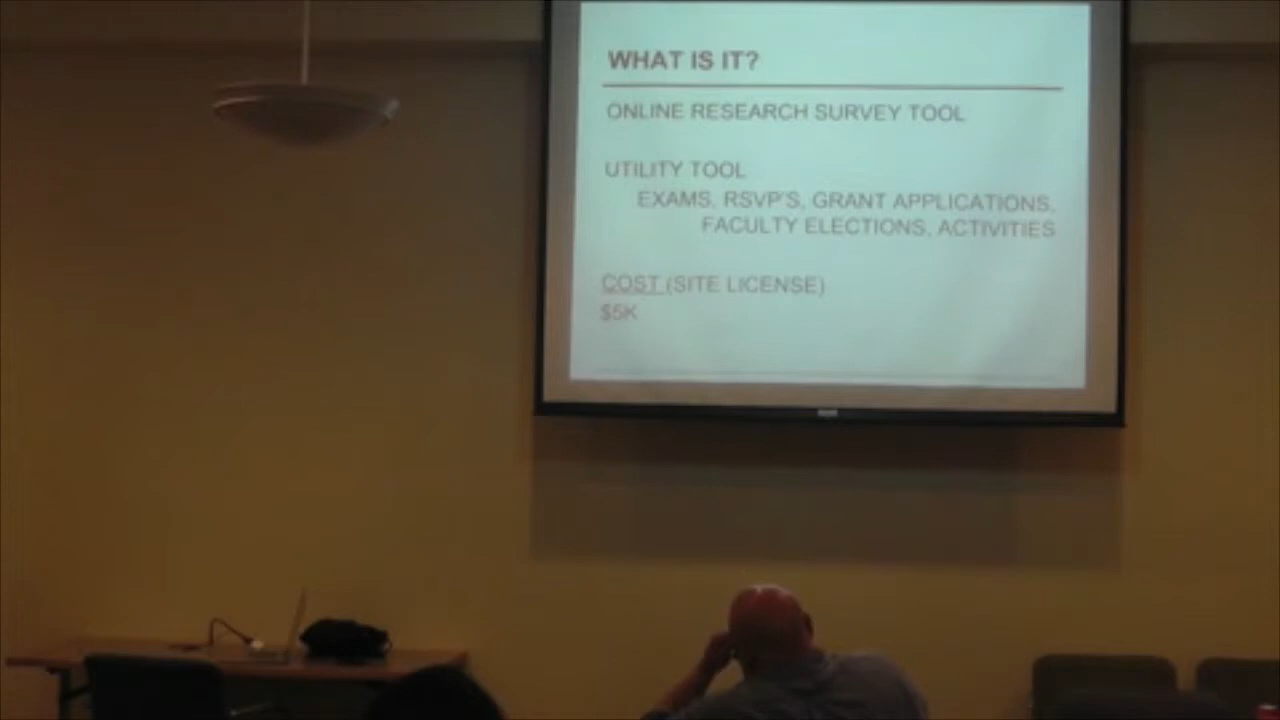 WHAT IS IT?
ONLINE RESEARCH SURVEY TOOL
UTILITY TOOL
EXAMS, RSVP'S, GRANT APPLICATIONS,
FACULTY ELECTIONS, ACTIVITIES
COST (SITE LICENSE)
$5K